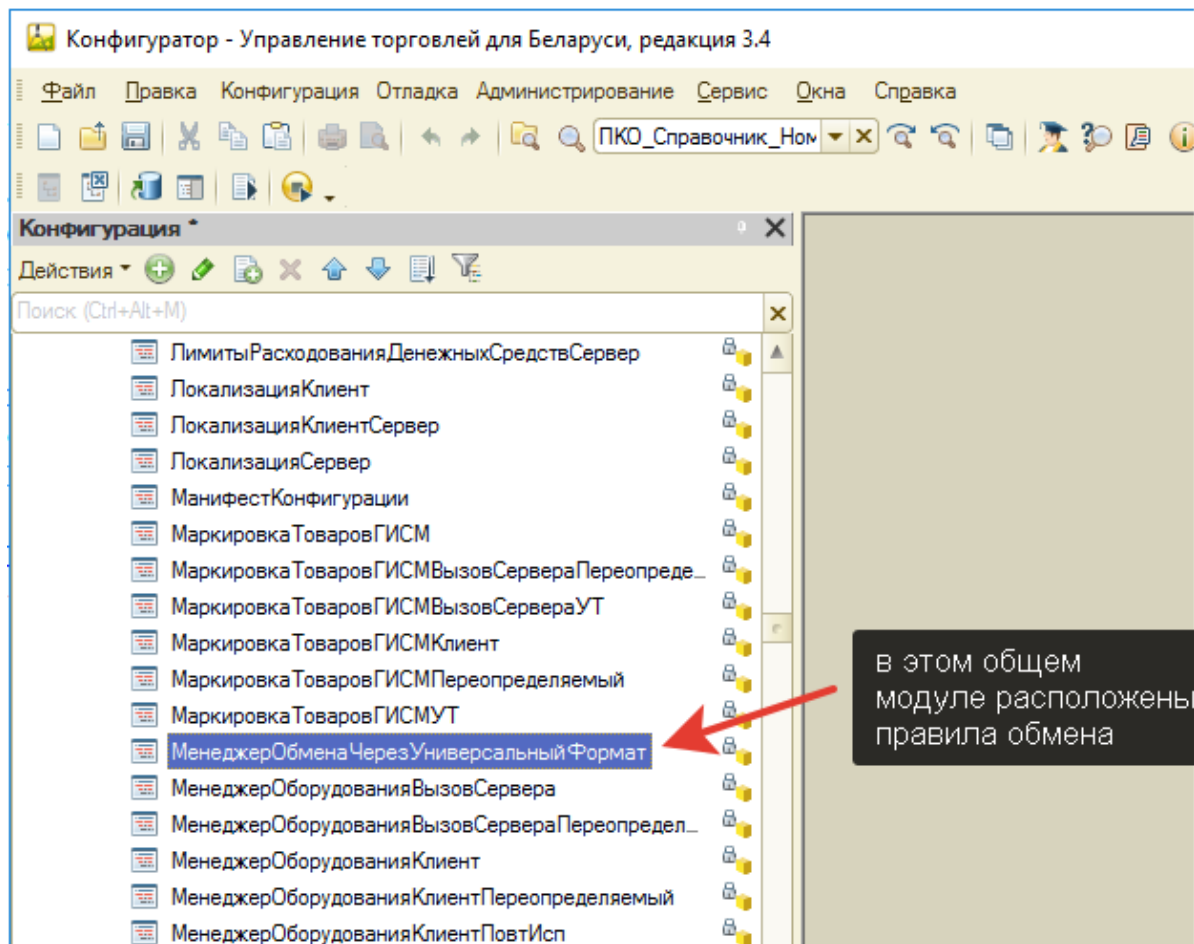 Конфигуратор - Управление торговлей для Беларуси, редакция 3.4
Файл Правка Конфигурация Отладка Администрирование Сервис Окна Справка
ПКО_Справочник_Ном
Конфигурация *
Действия
Поиск (Ctrl+Alt+M)
ЛимитыРасходованияДенежныхСредствСервер
ЛокализацияКлиент
ЛокализацияКлиентСервер
ЛокализацияСервер
МанифестКонфигурации
МаркировкаТоваровГИСМ
МаркировкаТоваровГИСМВызовСервераПереопреде...
МаркировкаТоваровГИСМВызовСервераУТ
МаркировкаТоваровГИСМКлиент
МаркировкаТоваровГИСМПереопределяемый
МаркировкаТоваровГИСМУТ
МенеджерОбменаЧерезУниверсальныйФормат
МенеджерОборудованияВызовСервера
МенеджерОборудованияВызовСервераПереопредел...
МенеджерОборудованияКлиент
МенеджерОборудованияКлиентПереопределяемый
МенеджерОборудованияКлиентПовтИсп
в этом общем
модуле расположены
правила обмена